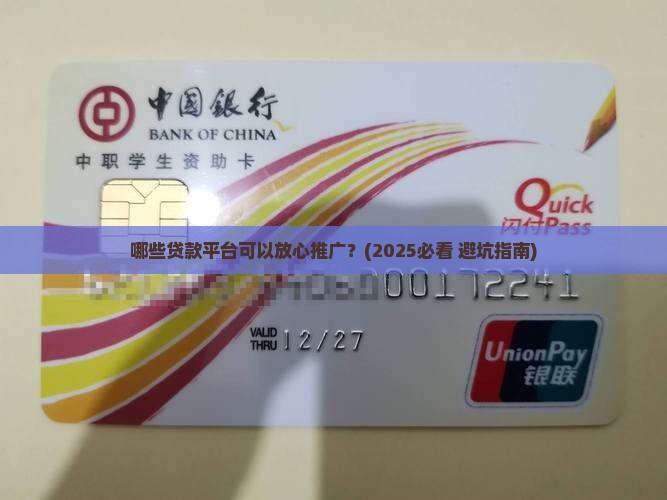 中國銀行
BANK OF CHINA
中职学生资助卡
Quick
闪付Pass
哪些贷款平台可以放心推广？(2025必看 避坑指南)
00172241
VALID
THRU 12/27
UnionPay
银联